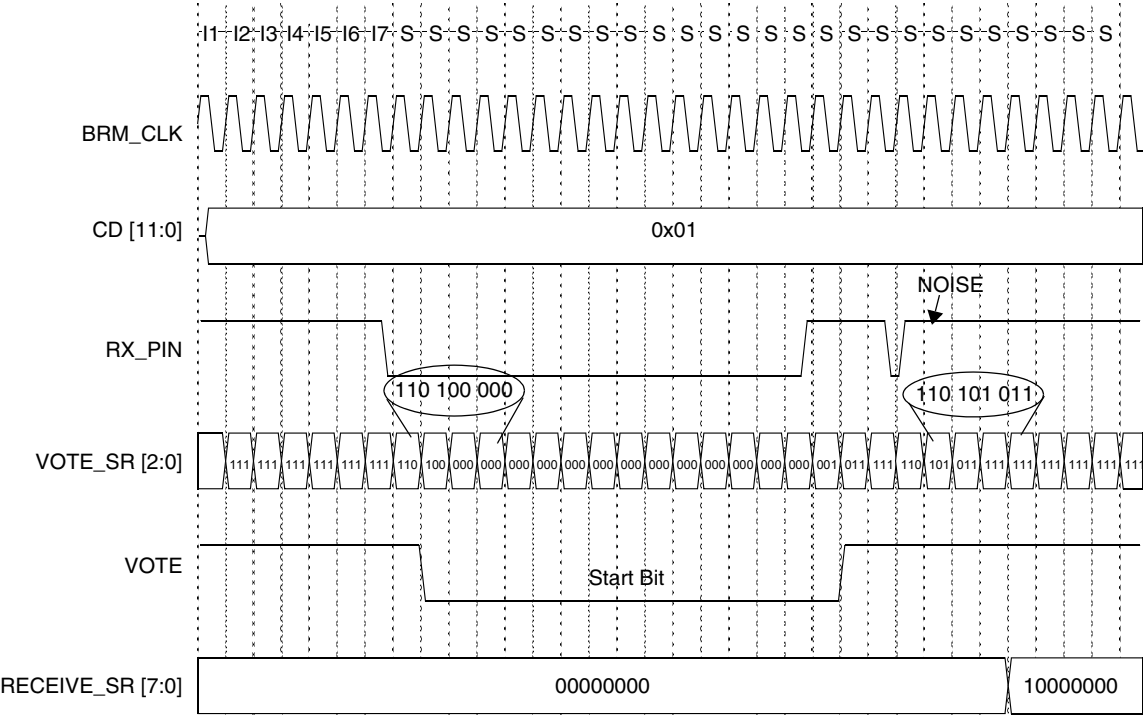 I1 I2 I3 I4 I5 I6 I7 S S S S S S S S S S S S S S S S S S S S S S S S S S
BRM_CLK
CD [11:0] 0x01
NOISE
RX_PIN
110 100 000 110 101 011
VOTE_SR [2:0] 111 111 111 111 111 111 110 100 000 000 000 000 000 000 000 000 000 000 000 000 000 001 011 111 110 101 011 111 111 111 111 111 111
VOTE Start Bit
RECEIVE_SR [7:0] 00000000 10000000